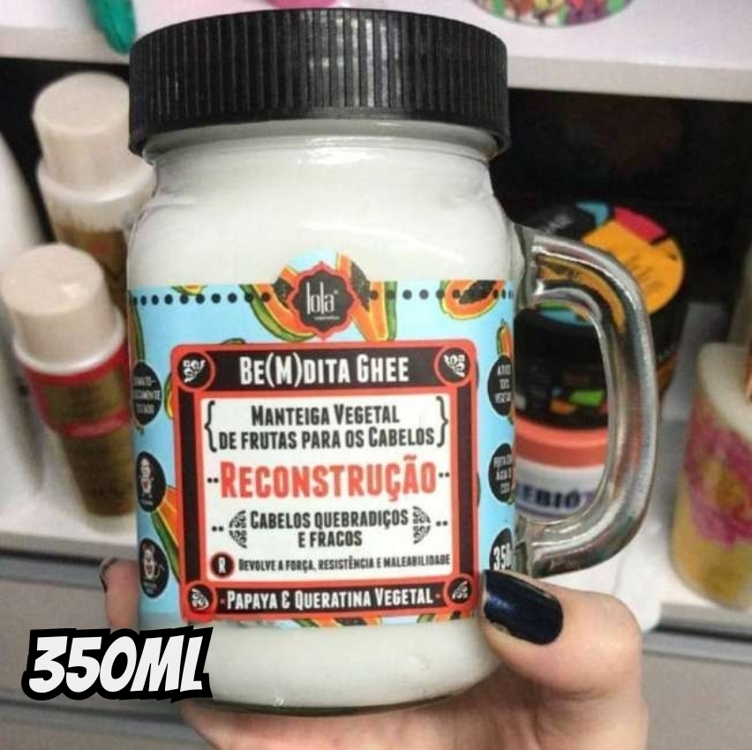 lola
BE(M)DITA GHEE
MANTEIGA VEGETAL
DE FRUTAS PARA OS CABELOS
RECONSTRUÇÃO
CABELOS QUEBRADIÇOS
E FRACOS
R DEVOLVE A FORÇA, RESISTÊNCIA E MALEABILIDADE
PAPAYA & QUERATINA VEGETAL
350
350ML